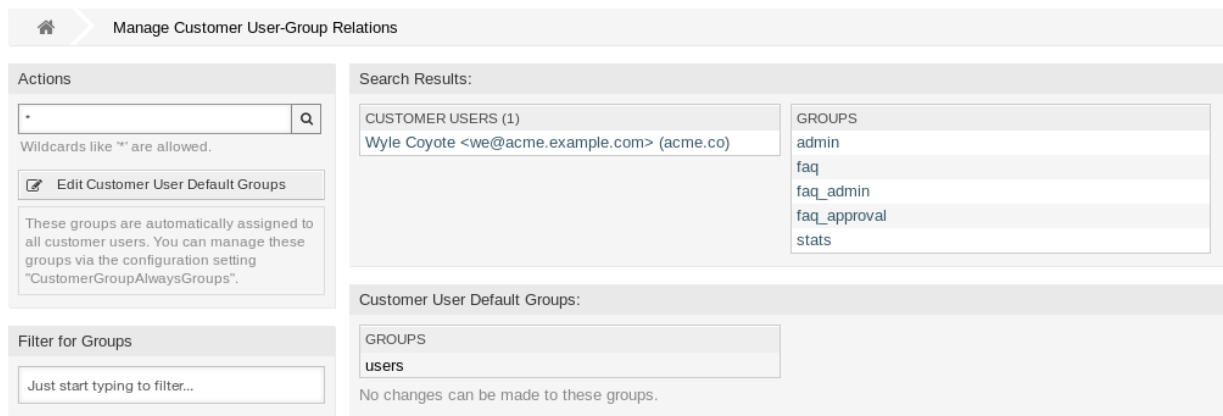 Manage Customer User-Group Relations
Actions
*
Wildcards like '*' are allowed.
Edit Customer User Default Groups
These groups are automatically assigned to
all customer users. You can manage these
groups via the configuration setting
"CustomerGroupAlwaysGroups".
Filter for Groups
Just start typing to filter...
Search Results:
CUSTOMER USERS (1)
Wyle Coyote <we@acme.example.com> (acme.co)
GROUPS
admin
faq
faq_admin
faq_approval
stats
Customer User Default Groups:
GROUPS
users
No changes can be made to these groups.